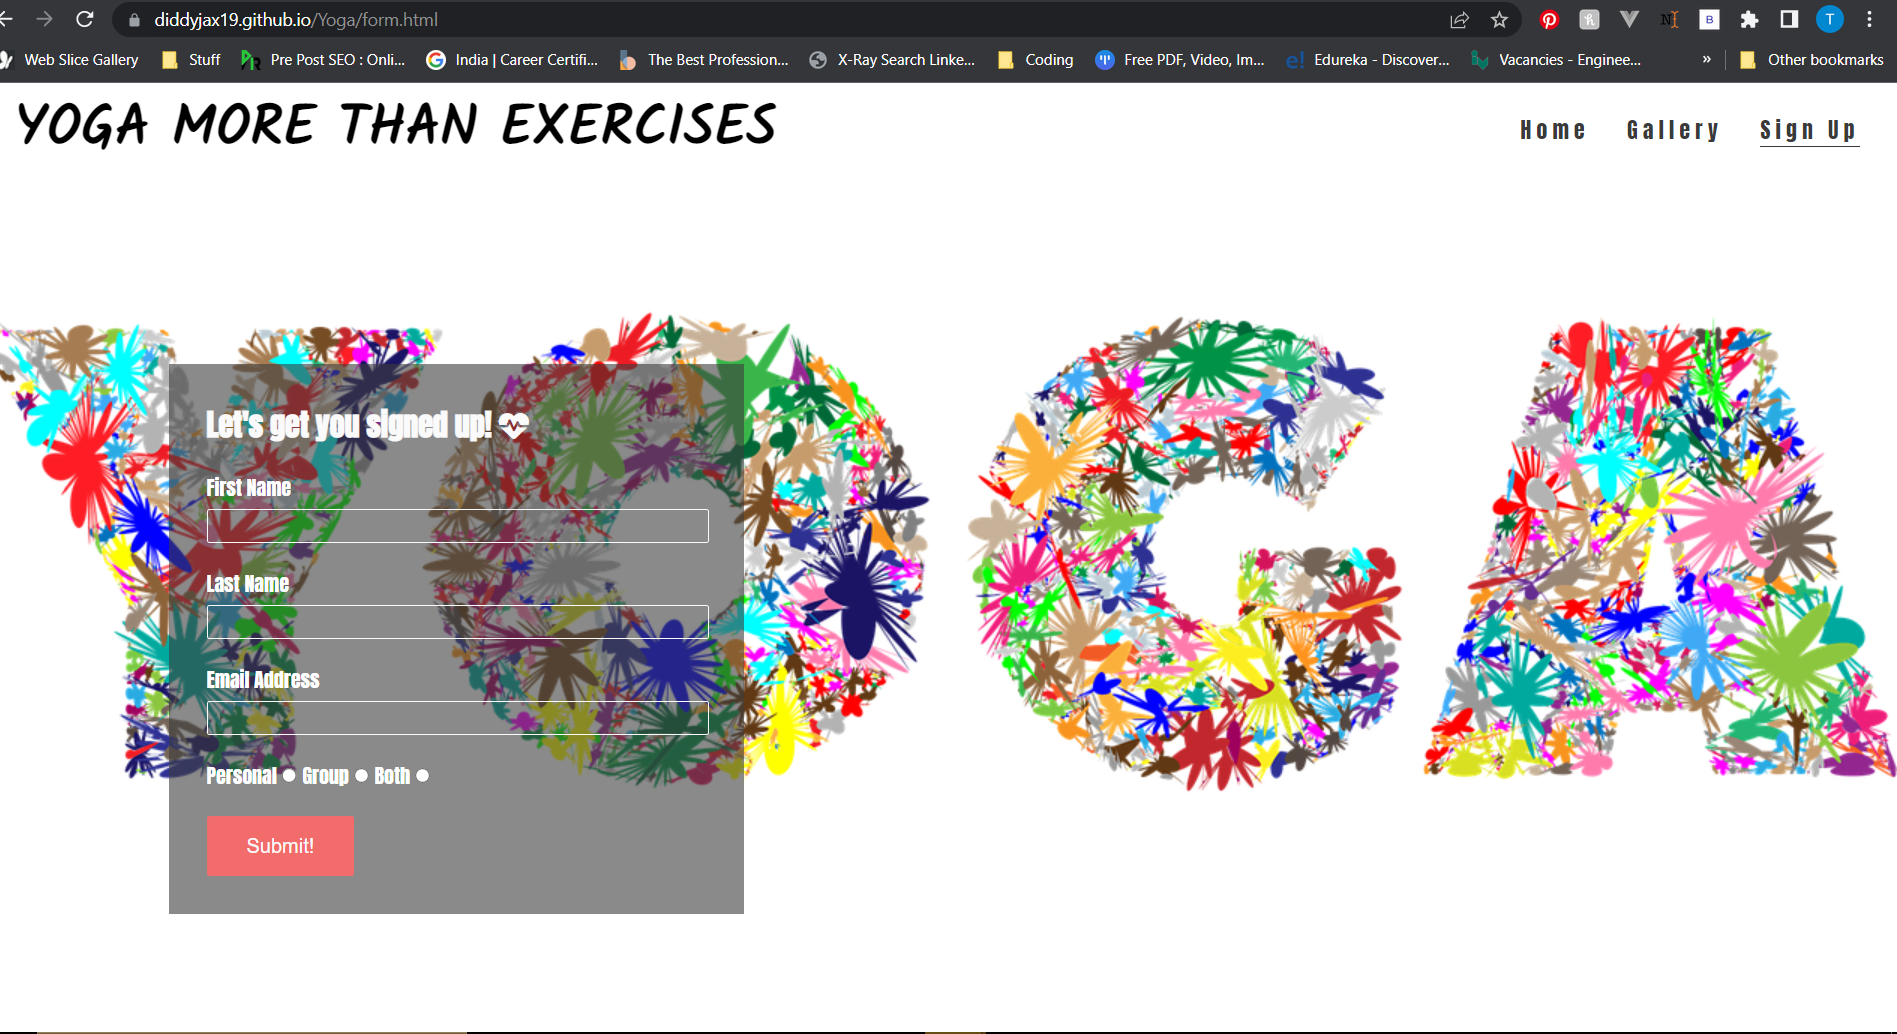 diddyjax19.github.io/Yoga/form.html
T
Web Slice Gallery
Stuff
Pre Post SEO : Onli...
India | Career Certifi...
The Best Profession...
X-Ray Search Linke...
Coding
Free PDF, Video, Im...
Edureka - Discover...
Vacancies - Enginee...
»
Other bookmarks
YOGA MORE THAN EXERCISES
Home Gallery Sign Up
YOGA
Let's get you signed up!
First Name
Last Name
Email Address
Personal Group Both
Submit!